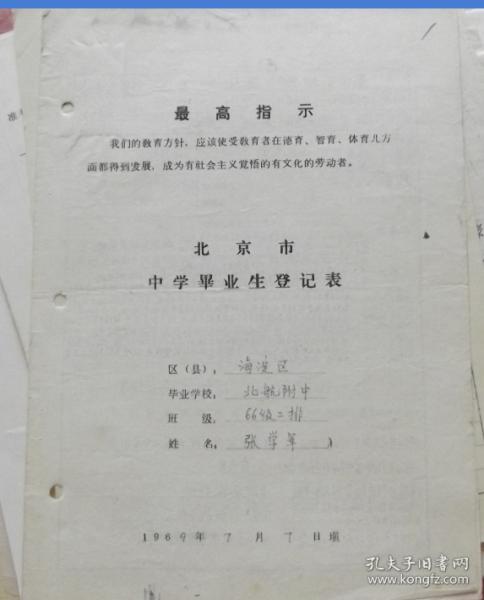 1
最高指示
我们的教育方针，应该使受教育者在德育、智育、体育几方
面都得到发展，成为有社会主义觉悟的有文化的劳动者。
北京市
中学毕业生登记表
区（县）：海淀区
毕业学校：北航附中
班级：66级二排
姓名：张学军
1969年7月7日填
孔夫子旧书网
www.kongfz.com